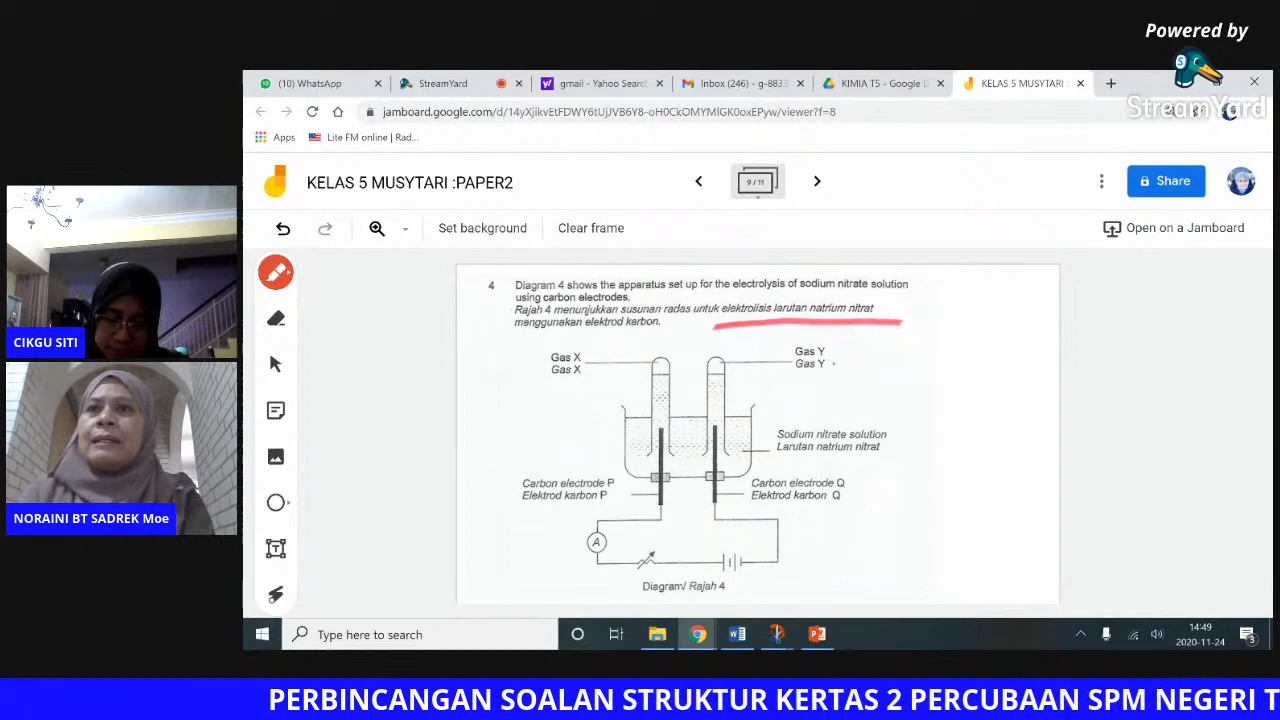 Powered by
StreamYard
(10) WhatsApp
StreamYard
gmail - Yahoo Searc
Inbox (246) - g-8833
KIMIA T5 - Google D
KELAS 5 MUSYTARI :
jamboard.google.com/d/14yXjikvEtFDWY6tUjJVB6Y8-oH0CkOMYMlGK0oxEPyw/viewer?f=8
Apps
Lite FM online | Rad...
KELAS 5 MUSYTARI :PAPER2
9 / 11
Share
Set background
Clear frame
Open on a Jamboard
4 Diagram 4 shows the apparatus set up for the electrolysis of sodium nitrate solution
using carbon electrodes.
Rajah 4 menunjukkan susunan radas untuk elektrolisis larutan natrium nitrat
menggunakan elektrod karbon.
Gas X
Gas X
Gas Y
Gas Y
Sodium nitrate solution
Larutan natrium nitrat
Carbon electrode P
Elektrod karbon P
Carbon electrode Q
Elektrod karbon Q
A
Diagram/ Rajah 4
CIKGU SITI
NORAINI BT SADREK Moe
Type here to search
14:49
2020-11-24
3
PERBINCANGAN SOALAN STRUKTUR KERTAS 2 PERCUBAAN SPM NEGERI T